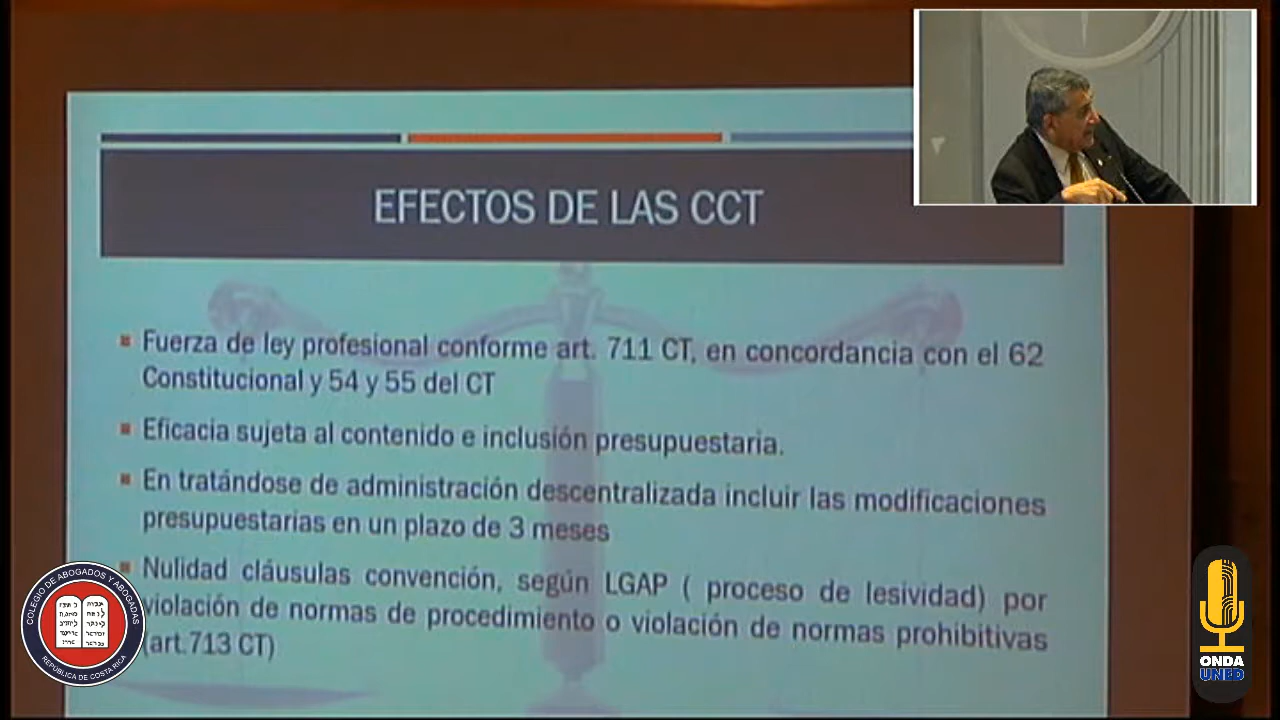 EFECTOS DE LAS CCT
Fuerza de ley profesional conforme art. 711 CT, en concordancia con el 62
Constitucional y 54 y 55 del CT
Eficacia sujeta al contenido e inclusión presupuestaria.
En tratándose de administración descentralizada incluir las modificaciones
presupuestarias en un plazo de 3 meses
Nulidad cláusulas convención, según LGAP ( proceso de lesividad) por
violación de normas de procedimiento o violación de normas prohibitivas
(art.713 CT)
COLEGIO DE ABOGADOS Y ABOGADAS
REPÚBLICA DE COSTA RICA
ONDA
UNED